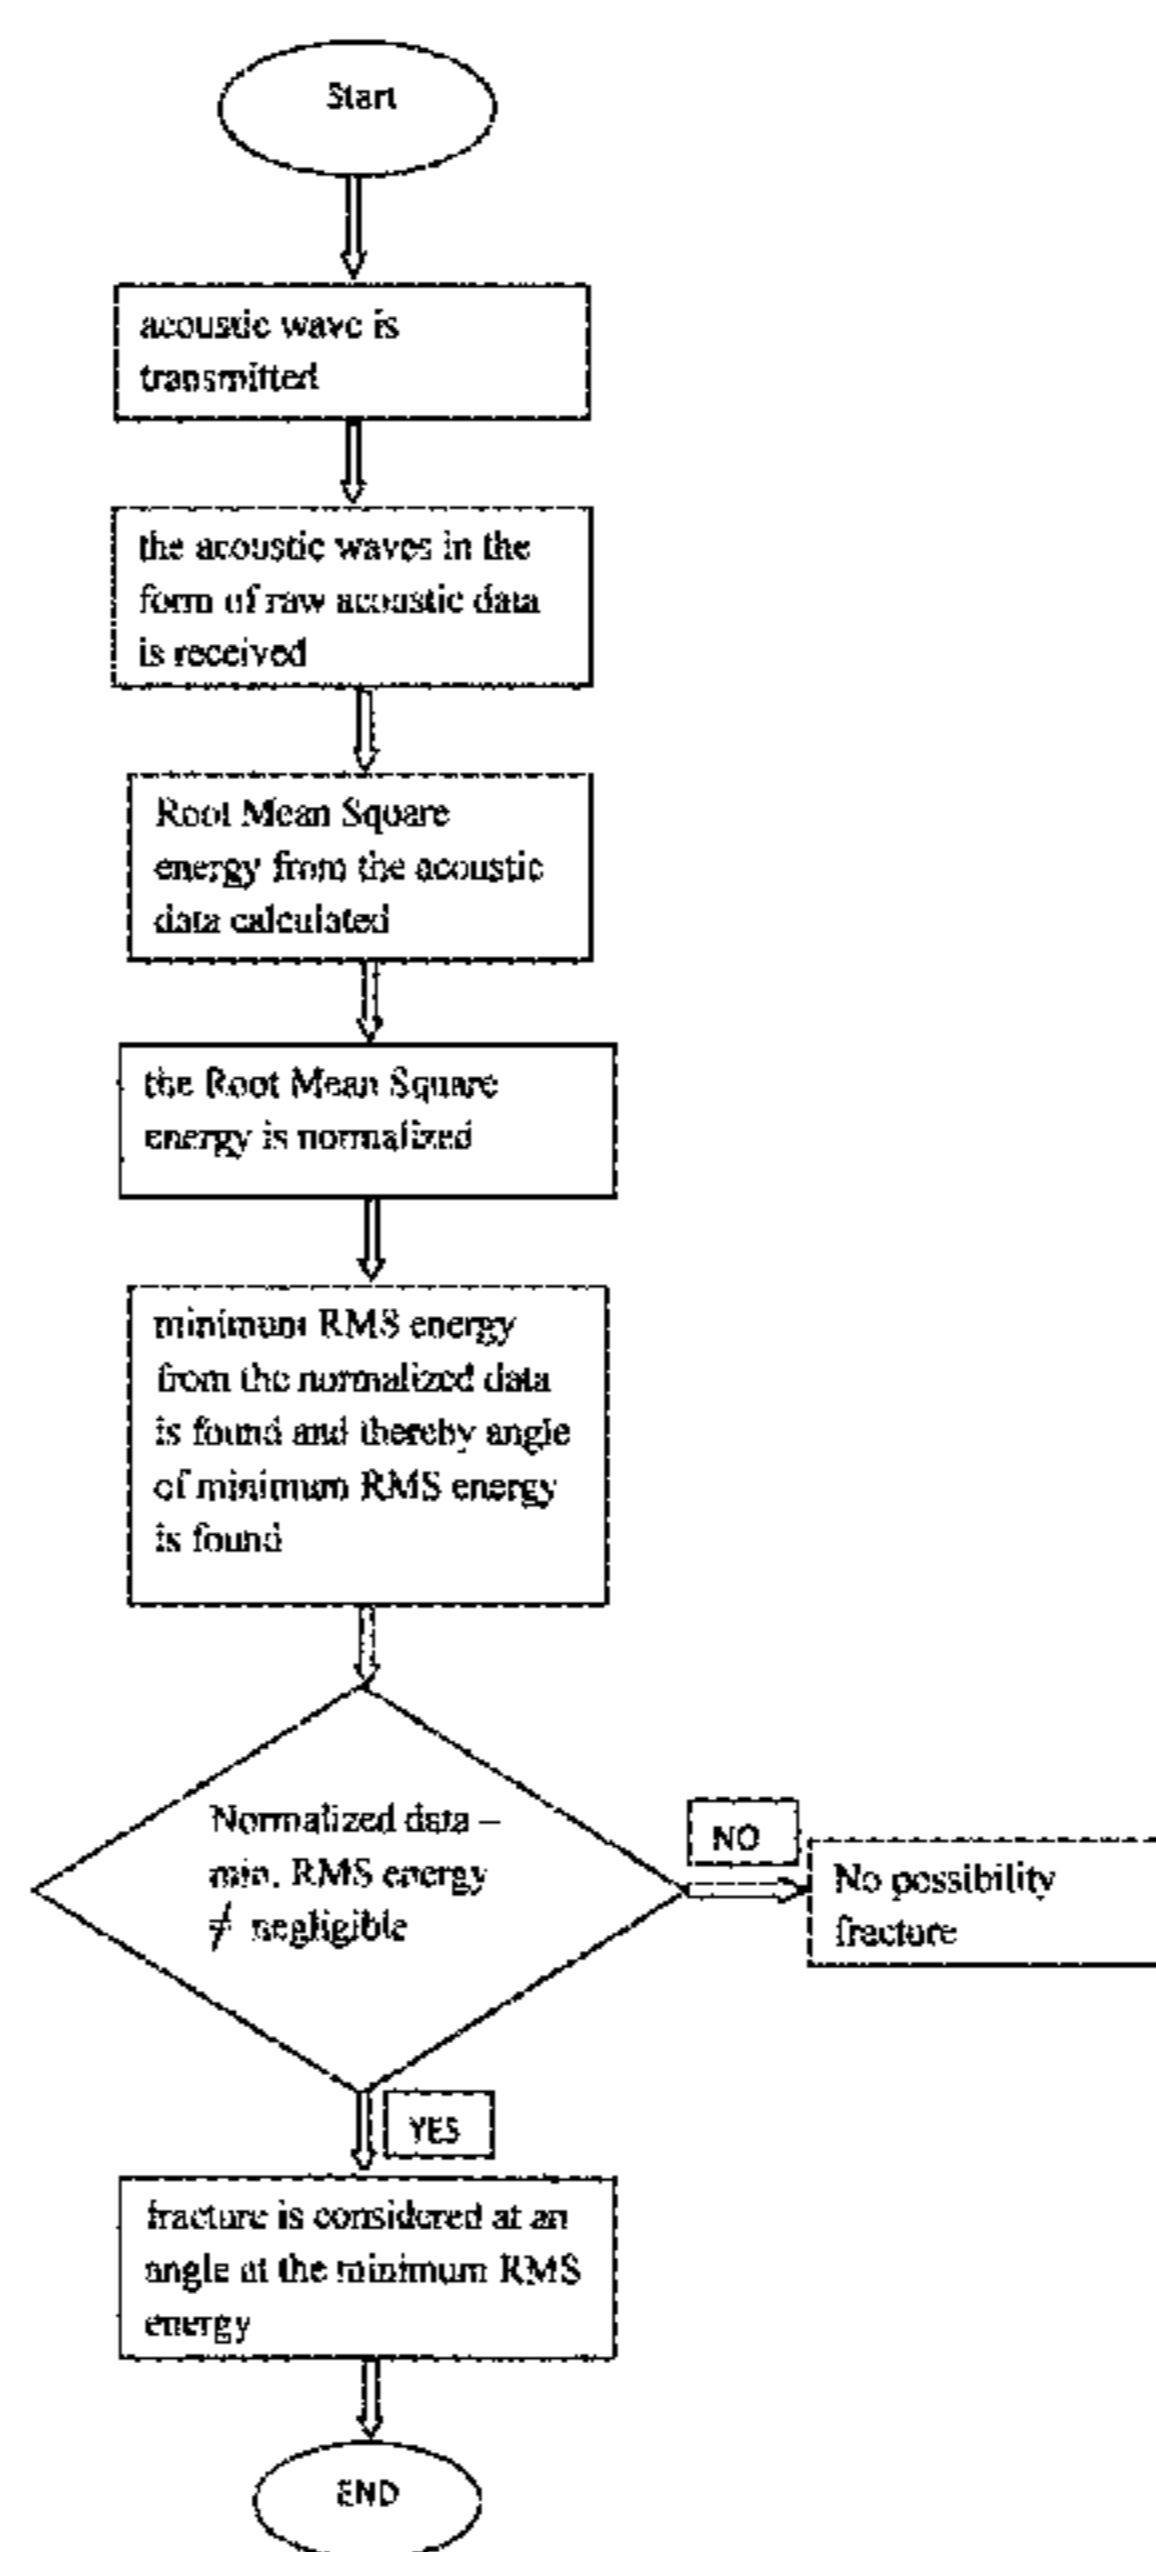 Start
acoustic wave is
transmitted
the acoustic waves in the
form of raw acoustic data
is received
Root Mean Square
energy from the acoustic
data calculated
the Root Mean Square
energy is normalized
minimum RMS energy
from the normalized data
is found and thereby angle
of minimum RMS energy
is found
Normalized data –
min. RMS energy
≠ negligible
NO
No possibility
fracture
YES
fracture is considered at an
angle at the minimum RMS
energy
END